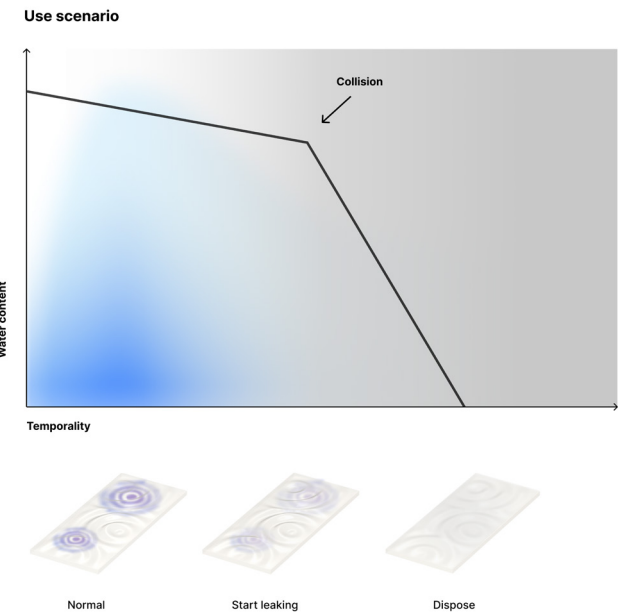 Use scenario
Collision
Water content
Temporality
Normal
Start leaking
Dispose